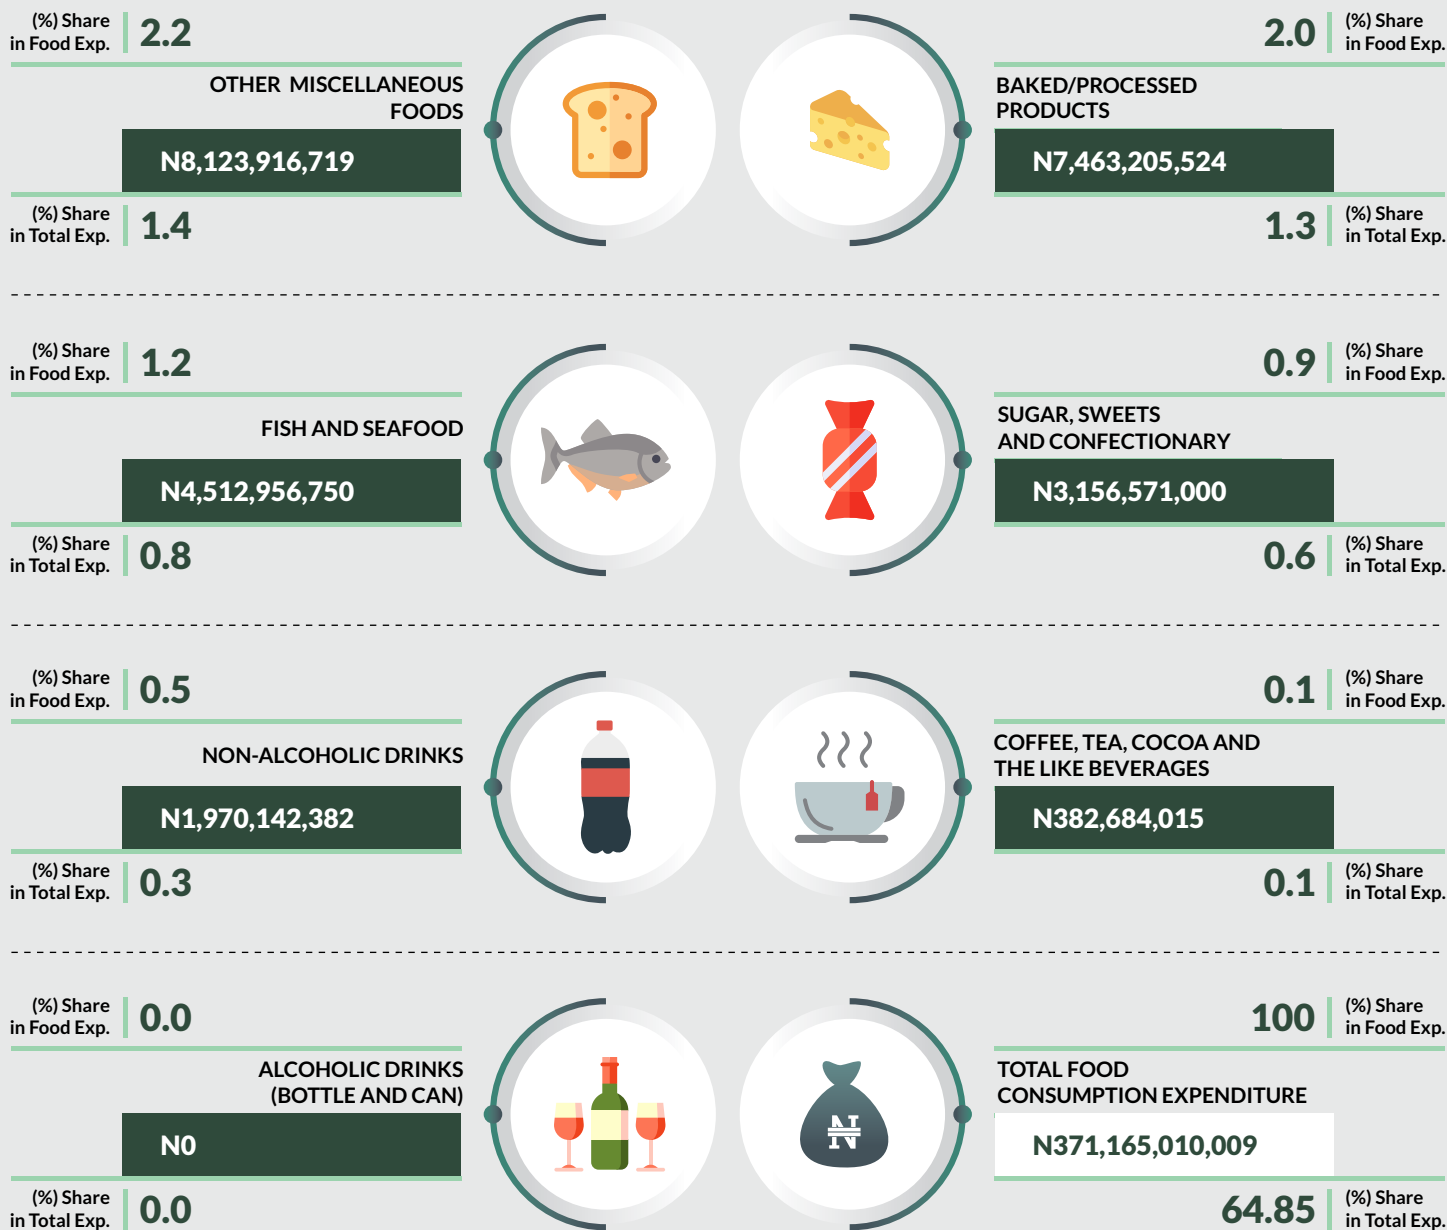 (%) Share
in Food Exp.
2.2
OTHER MISCELLANEOUS
FOODS
N8,123,916,719
(%) Share
in Total Exp.
1.4
2.0
(%) Share
in Food Exp.
BAKED/PROCESSED
PRODUCTS
N7,463,205,524
1.3
(%) Share
in Total Exp.
(%) Share
in Food Exp.
1.2
FISH AND SEAFOOD
N4,512,956,750
(%) Share
in Total Exp.
0.8
0.9
(%) Share
in Food Exp.
SUGAR, SWEETS
AND CONFECTIONARY
N3,156,571,000
0.6
(%) Share
in Total Exp.
(%) Share
in Food Exp.
0.5
NON-ALCOHOLIC DRINKS
N1,970,142,382
(%) Share
in Total Exp.
0.3
0.1
(%) Share
in Food Exp.
COFFEE, TEA, COCOA AND
THE LIKE BEVERAGES
N382,684,015
0.1
(%) Share
in Total Exp.
(%) Share
in Food Exp.
0.0
ALCOHOLIC DRINKS
(BOTTLE AND CAN)
N0
(%) Share
in Total Exp.
0.0
100
(%) Share
in Food Exp.
TOTAL FOOD
CONSUMPTION EXPENDITURE
₦
N371,165,010,009
64.85
(%) Share
in Total Exp.